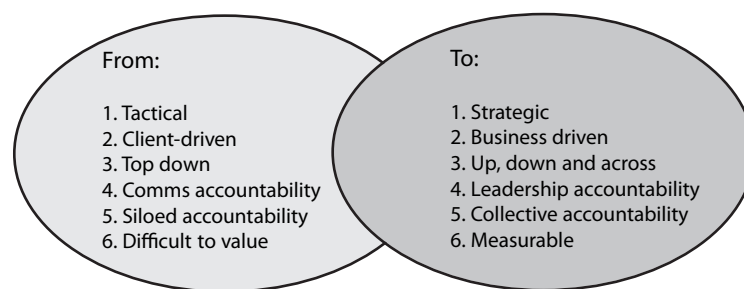 From:
1. Tactical
2. Client-driven
3. Top down
4. Comms accountability
5. Siloed accountability
6. Difficult to value
To:
1. Strategic
2. Business driven
3. Up, down and across
4. Leadership accountability
5. Collective accountability
6. Measurable